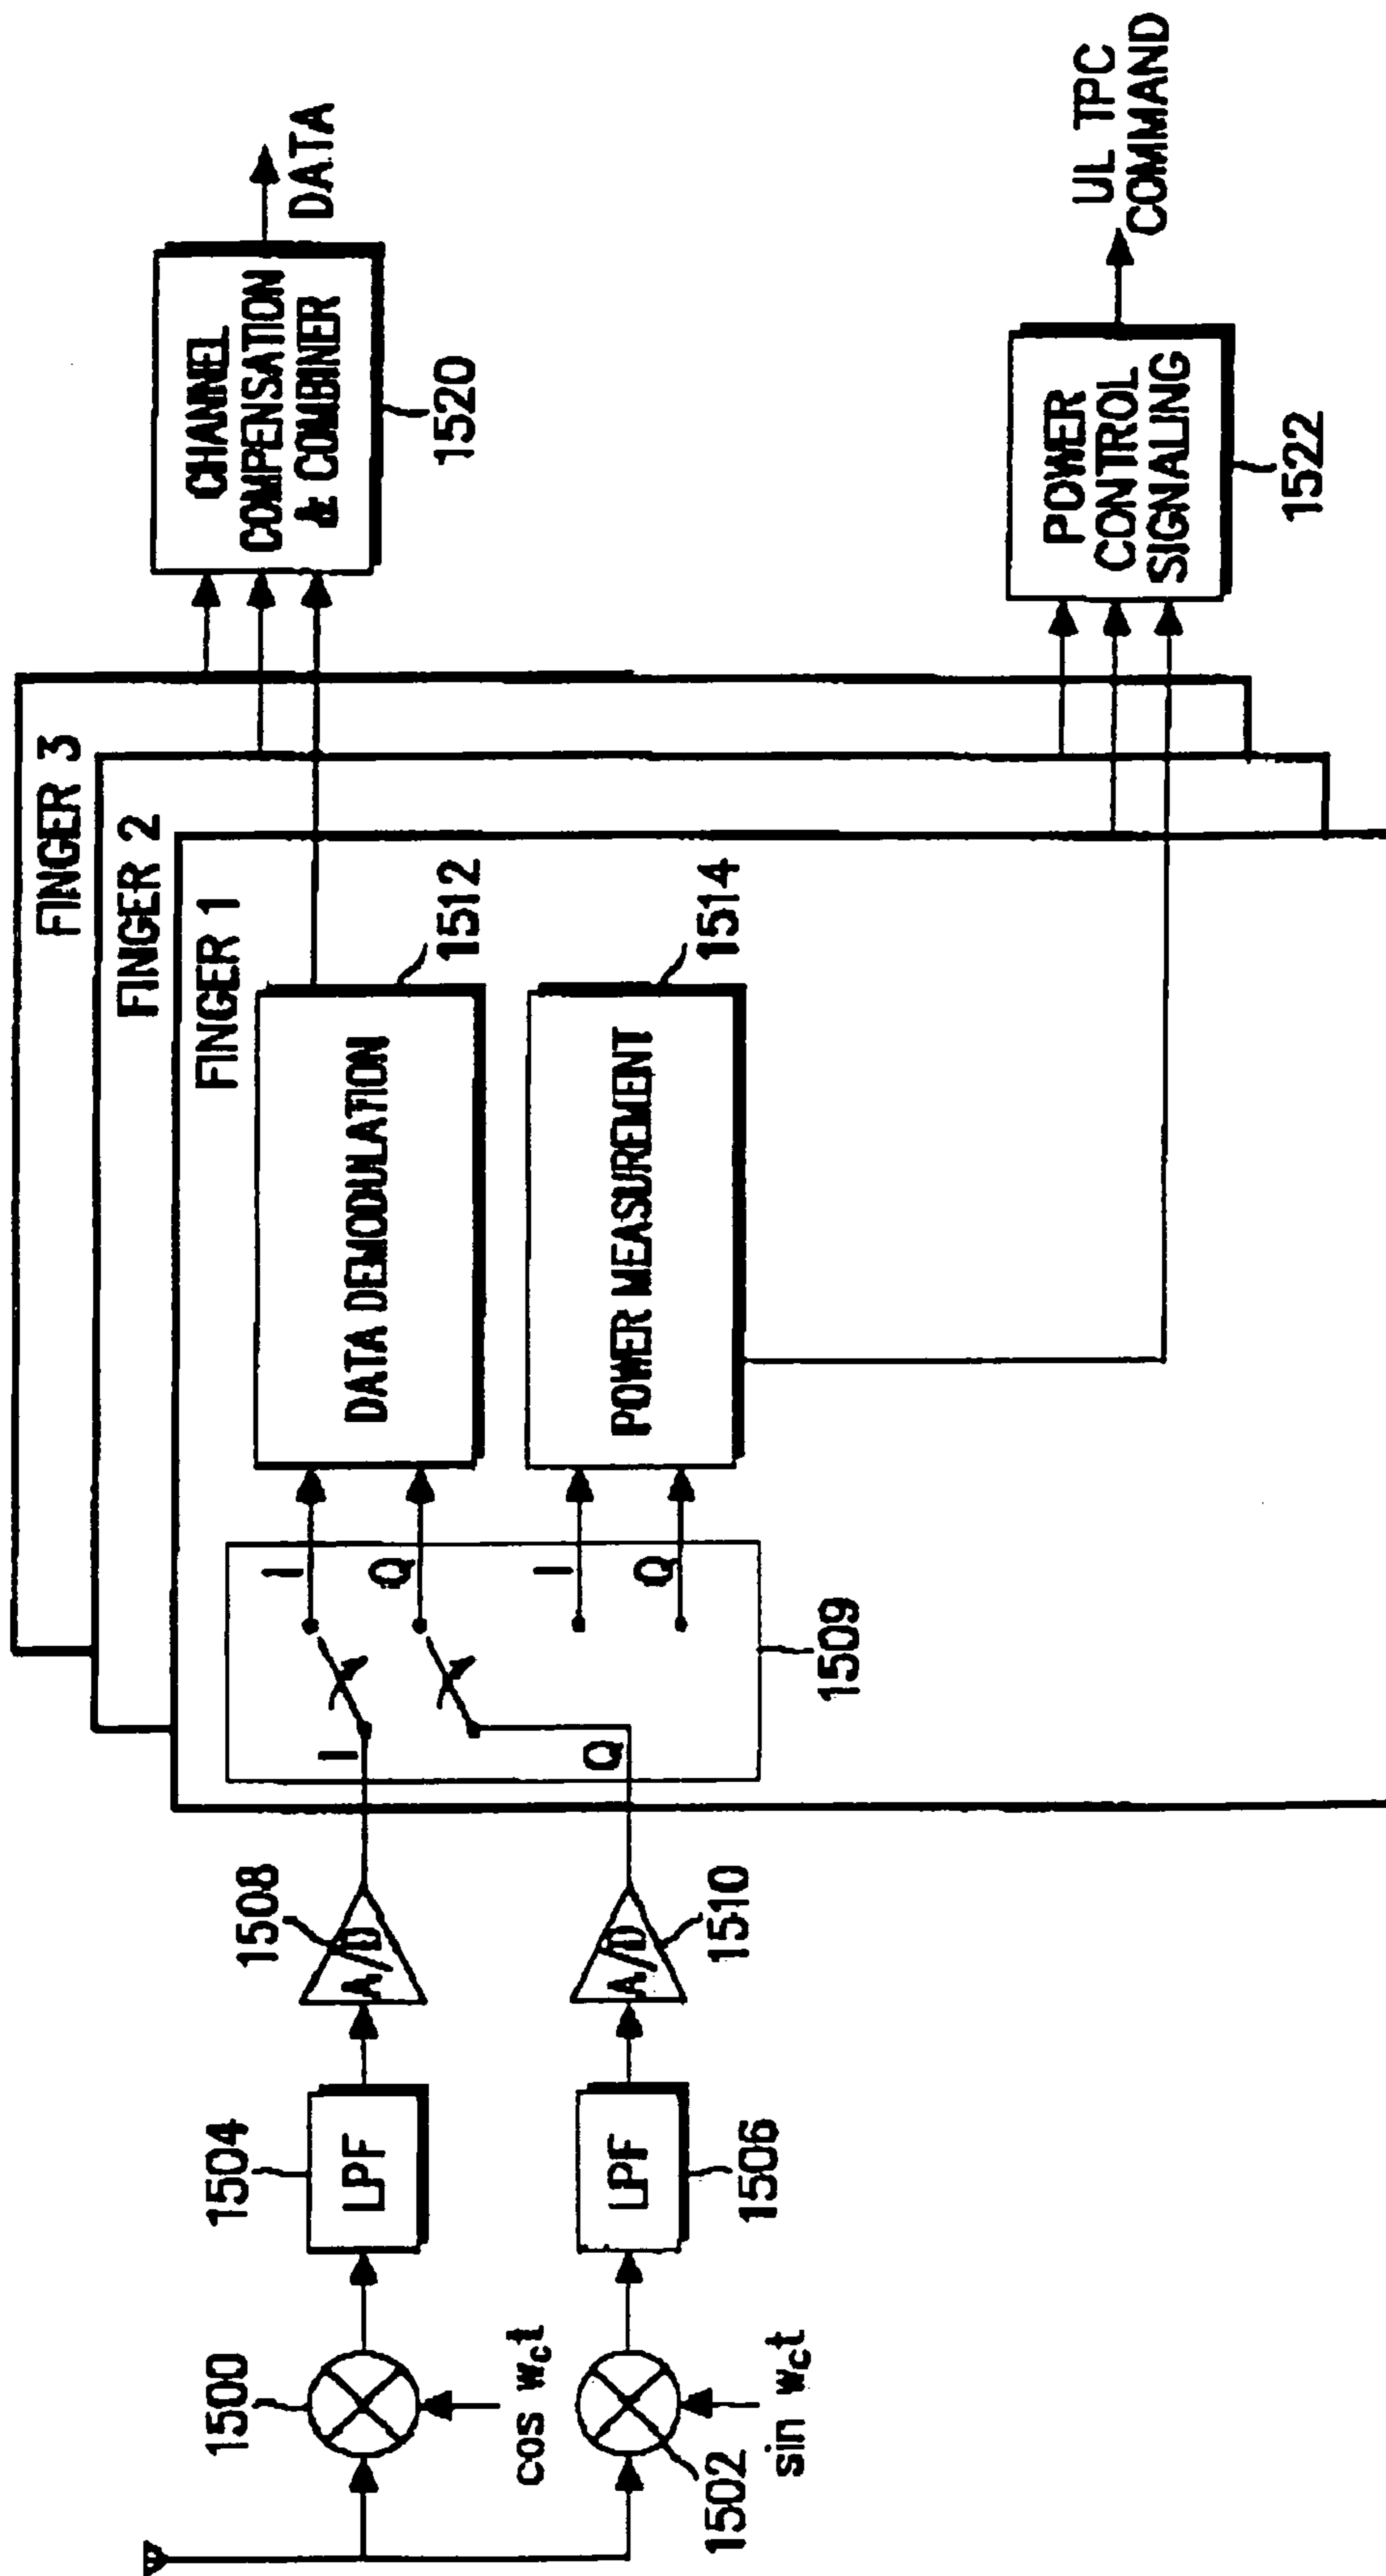 FINGER 3
FINGER 2
FINGER 1
1500
cos wct
1502
sin wct
1504
LPF
LPF
1506
1508
A/D
A/D
1510
I
Q
I
Q
I
Q
1509
DATA DEMODULATION
1512
POWER MEASUREMENT
1514
CHANNEL
COMPENSATION
& COMBINER
1520
DATA
POWER
CONTROL
SIGNALING
1522
UL TPC
COMMAND